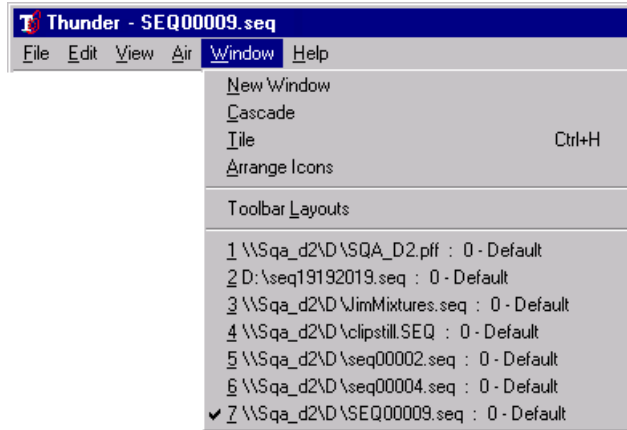 Thunder - SEQ00009.seq
File Edit View Air Window Help
New Window
Cascade
Tile Ctrl+H
Arrange Icons
Toolbar Layouts
1 \\Sqa_d2\D\SQA_D2.pff : 0 - Default
2 D:\seq19192019.seq : 0 - Default
3 \\Sqa_d2\D\JimMixtures.seq : 0 - Default
4 \\Sqa_d2\D\clipstill.SEQ : 0 - Default
5 \\Sqa_d2\D\seq00002.seq : 0 - Default
6 \\Sqa_d2\D\seq00004.seq : 0 - Default
7 \\Sqa_d2\D\SEQ00009.seq : 0 - Default